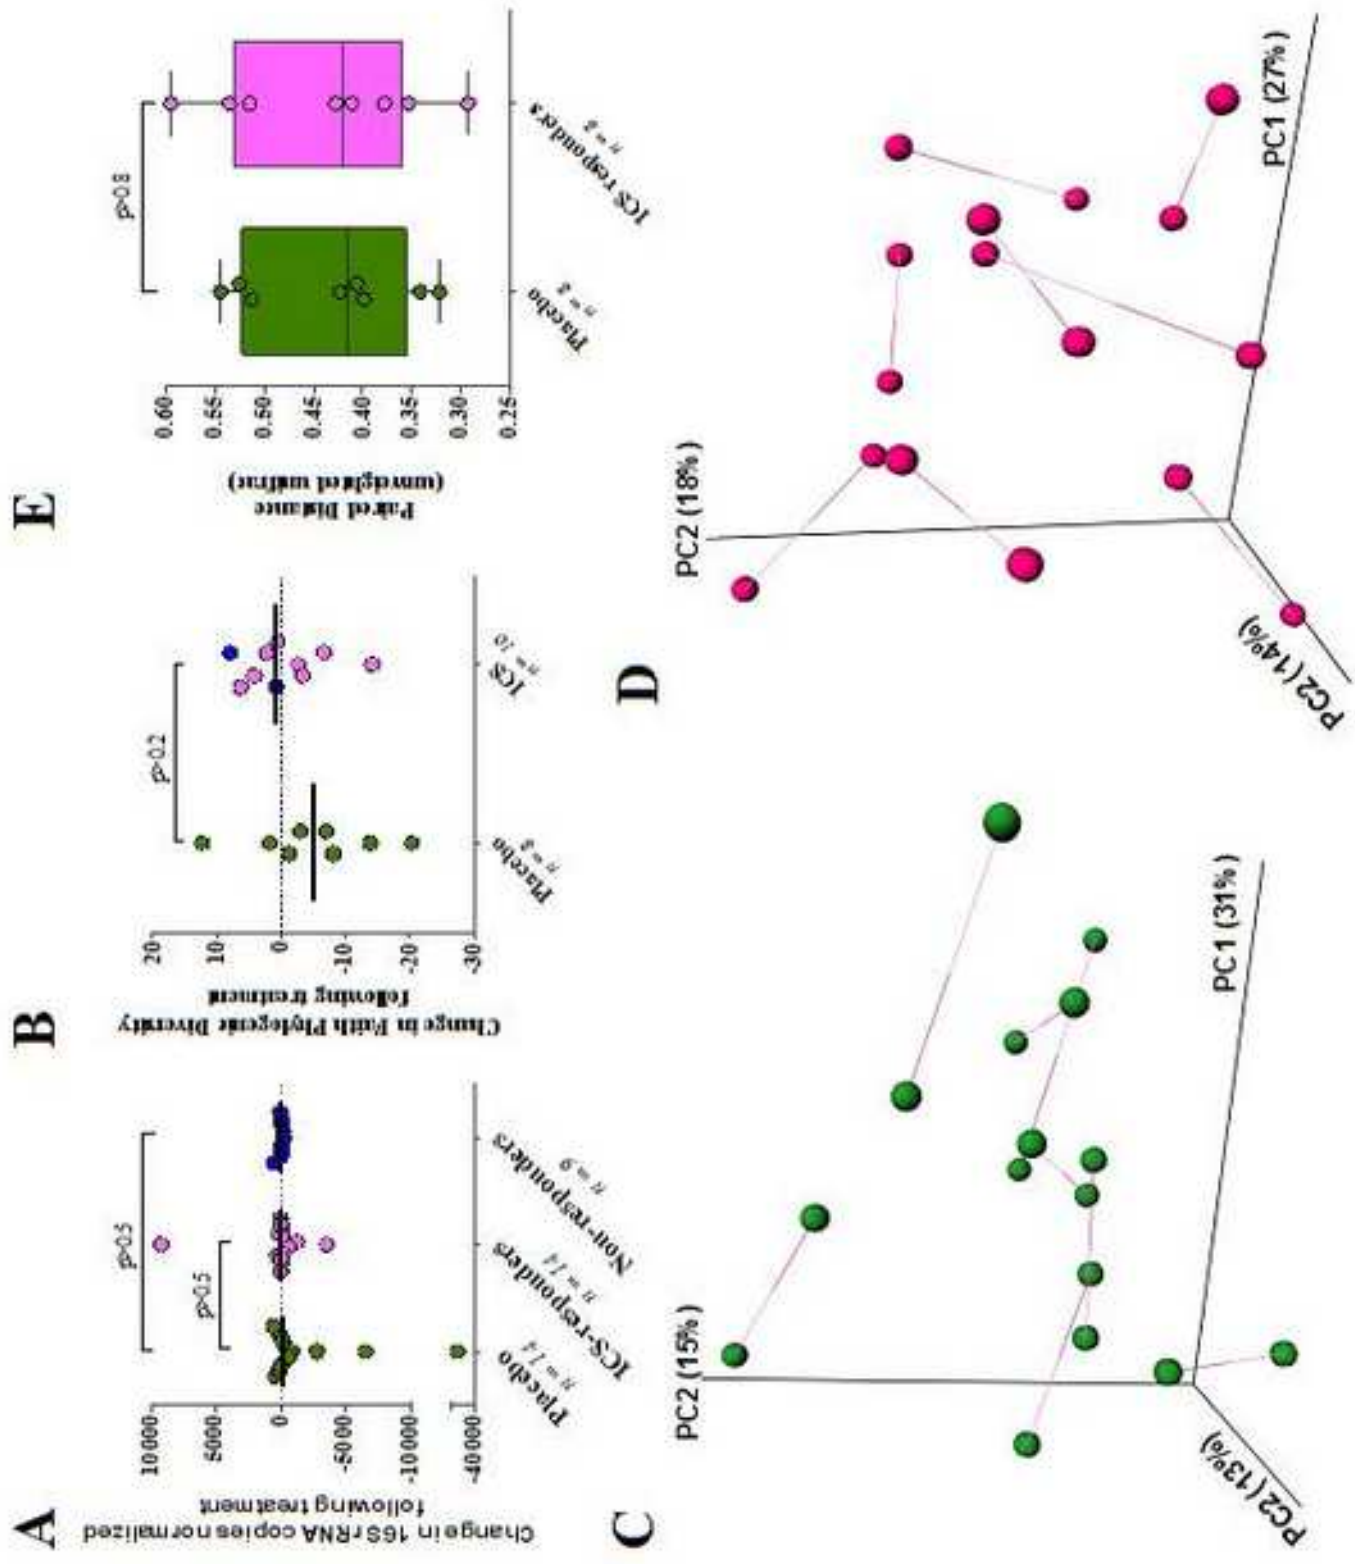 A
Change in 16S rRNA copies normalized
following treatment
10000
5000
0
-5000
-10000
-40000
p>0.5
p>0.5
Placebo
n = 14
ICS-responders
n = 14
Non-responders
n = 9
B
Change in Faith Phylogenic Diversity
following treatment
20
10
0
-10
-20
-30
p>0.2
Placebo
n = 8
ICS
n = 10
E
Paired Distance
(unweighted unifrac)
0.60
0.55
0.50
0.45
0.40
0.35
0.30
0.25
p>0.8
Placebo
n = 8
ICS responders
n = 8
C
PC2 (15%)
PC1 (31%)
PC2 (13%)
D
PC2 (18%)
PC1 (27%)
PC2 (14%)